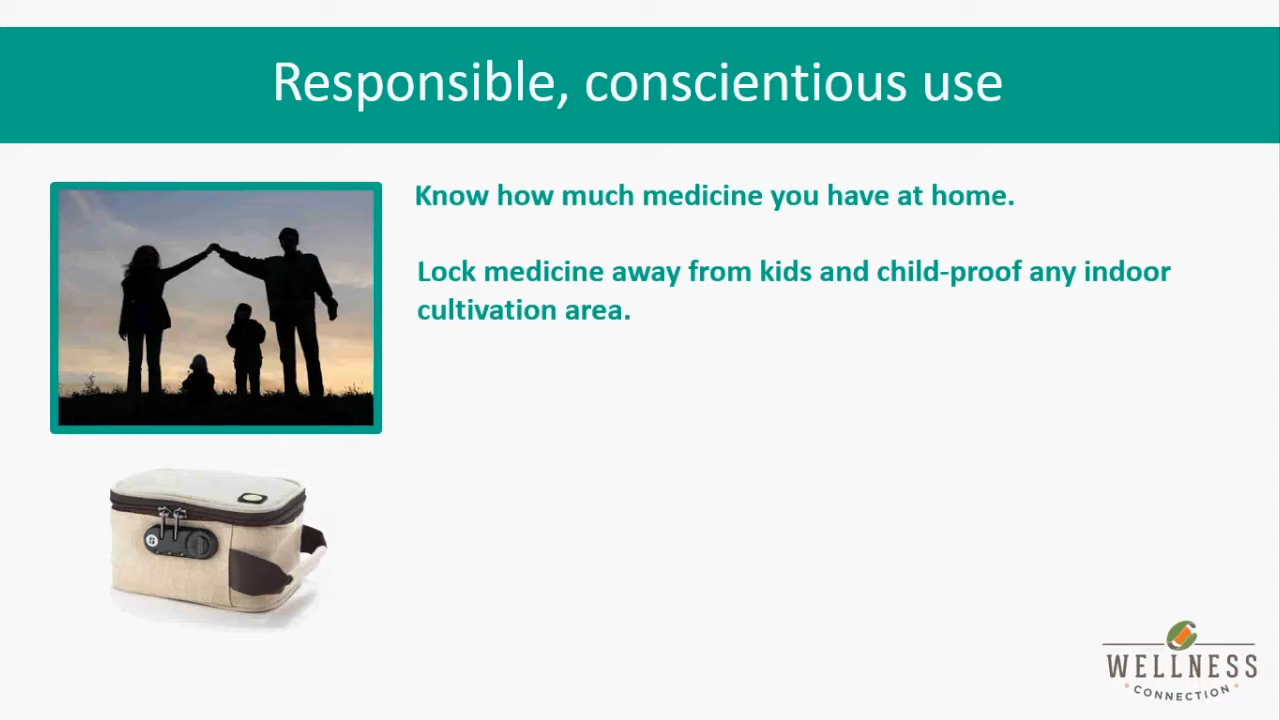 Responsible, conscientious use
Know how much medicine you have at home.
Lock medicine away from kids and child-proof any indoor
cultivation area.
WELLNESS
CONNECTION